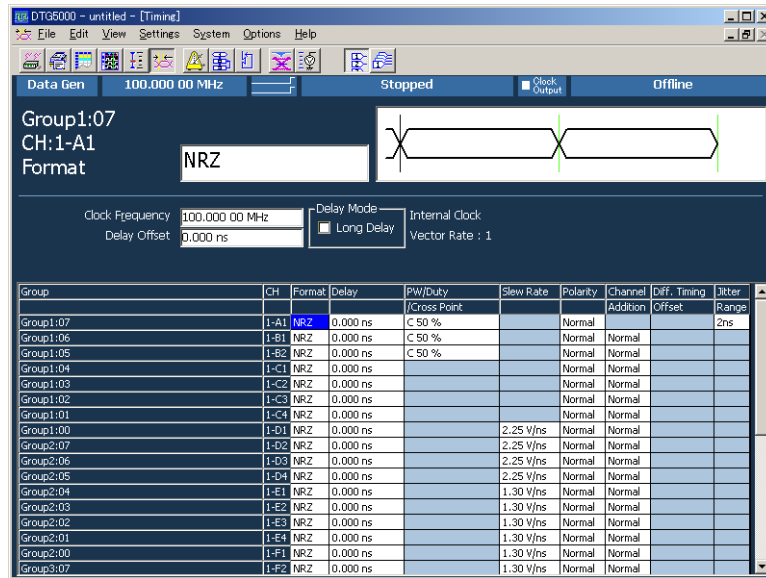 DTG5000 - untitled - [Timing]
File Edit View Settings System Options Help
Data Gen 100.000 00 MHz Stopped Clock Output Offline
Group1:07
CH:1-A1
Format NRZ
Clock Frequency 100.000 00 MHz Delay Mode Internal Clock
Delay Offset 0.000 ns Long Delay Vector Rate : 1
Group CH Format Delay PW/Duty Slew Rate Polarity Channel Diff. Timing Jitter
/Cross Point Addition Offset Range
Group1:07 1-A1 NRZ 0.000 ns C 50 % Normal 2ns
Group1:06 1-B1 NRZ 0.000 ns C 50 % Normal Normal
Group1:05 1-B2 NRZ 0.000 ns C 50 % Normal Normal
Group1:04 1-C1 NRZ 0.000 ns Normal Normal
Group1:03 1-C2 NRZ 0.000 ns Normal Normal
Group1:02 1-C3 NRZ 0.000 ns Normal Normal
Group1:01 1-C4 NRZ 0.000 ns Normal Normal
Group1:00 1-D1 NRZ 0.000 ns 2.25 V/ns Normal Normal
Group2:07 1-D2 NRZ 0.000 ns 2.25 V/ns Normal Normal
Group2:06 1-D3 NRZ 0.000 ns 2.25 V/ns Normal Normal
Group2:05 1-D4 NRZ 0.000 ns 2.25 V/ns Normal Normal
Group2:04 1-E1 NRZ 0.000 ns 1.30 V/ns Normal Normal
Group2:03 1-E2 NRZ 0.000 ns 1.30 V/ns Normal Normal
Group2:02 1-E3 NRZ 0.000 ns 1.30 V/ns Normal Normal
Group2:01 1-E4 NRZ 0.000 ns 1.30 V/ns Normal Normal
Group2:00 1-F1 NRZ 0.000 ns 1.30 V/ns Normal Normal
Group3:07 1-F2 NRZ 0.000 ns 1.30 V/ns Normal Normal